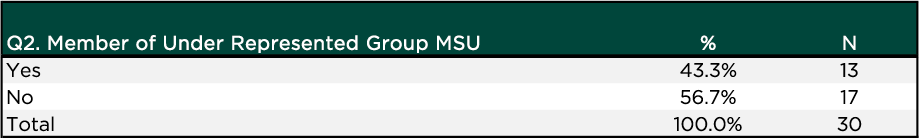 Q2. Member of Under Represented Group MSU % N
Yes 43.3% 13
No 56.7% 17
Total 100.0% 30